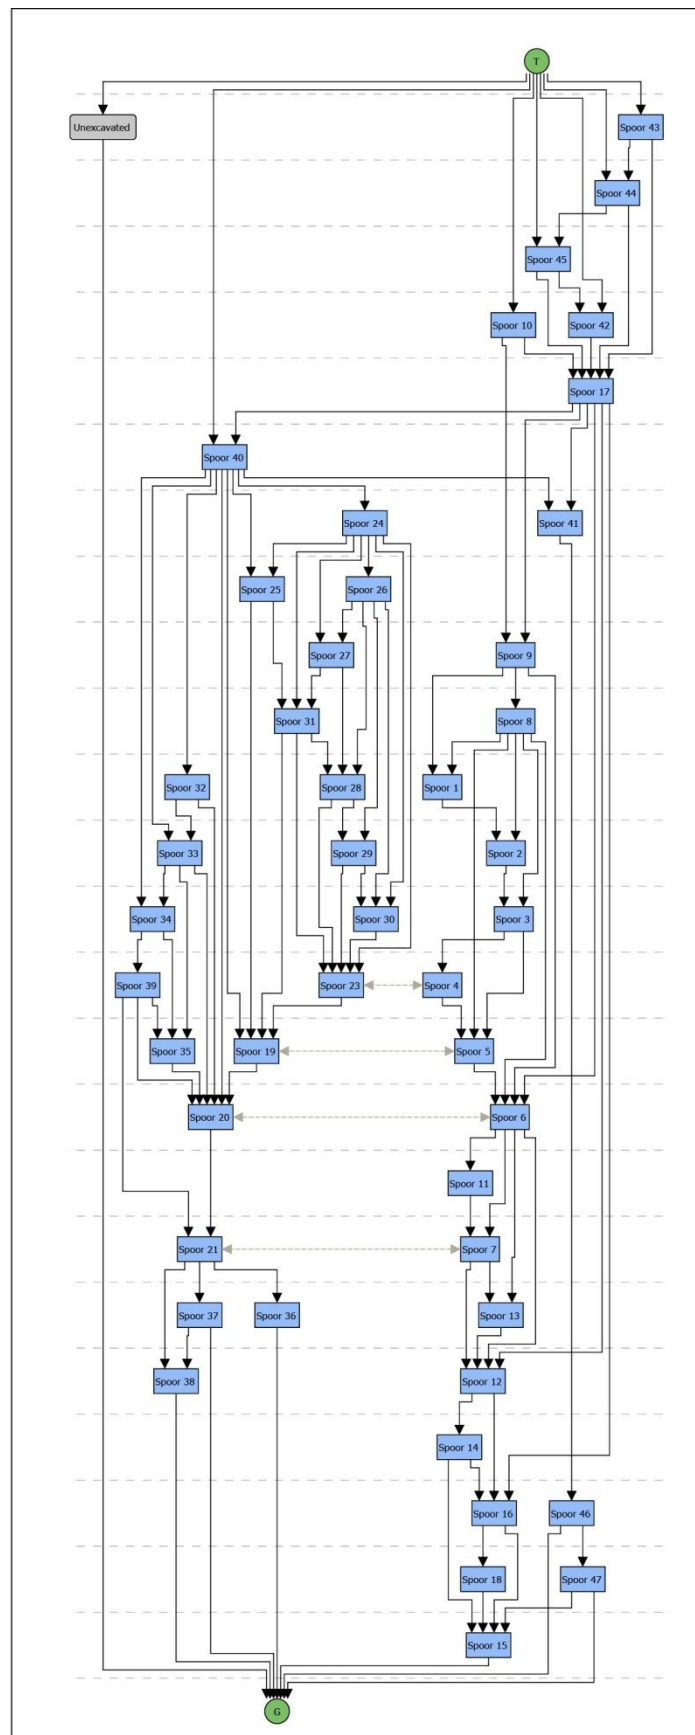 T
Unexcavated
Spoor 43
Spoor 44
Spoor 45
Spoor 10
Spoor 42
Spoor 17
Spoor 40
Spoor 24
Spoor 41
Spoor 25
Spoor 26
Spoor 27
Spoor 9
Spoor 31
Spoor 8
Spoor 32
Spoor 28
Spoor 1
Spoor 33
Spoor 29
Spoor 2
Spoor 34
Spoor 30
Spoor 3
Spoor 39
Spoor 23
Spoor 4
Spoor 35
Spoor 19
Spoor 5
Spoor 20
Spoor 6
Spoor 11
Spoor 21
Spoor 7
Spoor 37
Spoor 36
Spoor 13
Spoor 38
Spoor 12
Spoor 14
Spoor 16
Spoor 46
Spoor 18
Spoor 47
Spoor 15
G